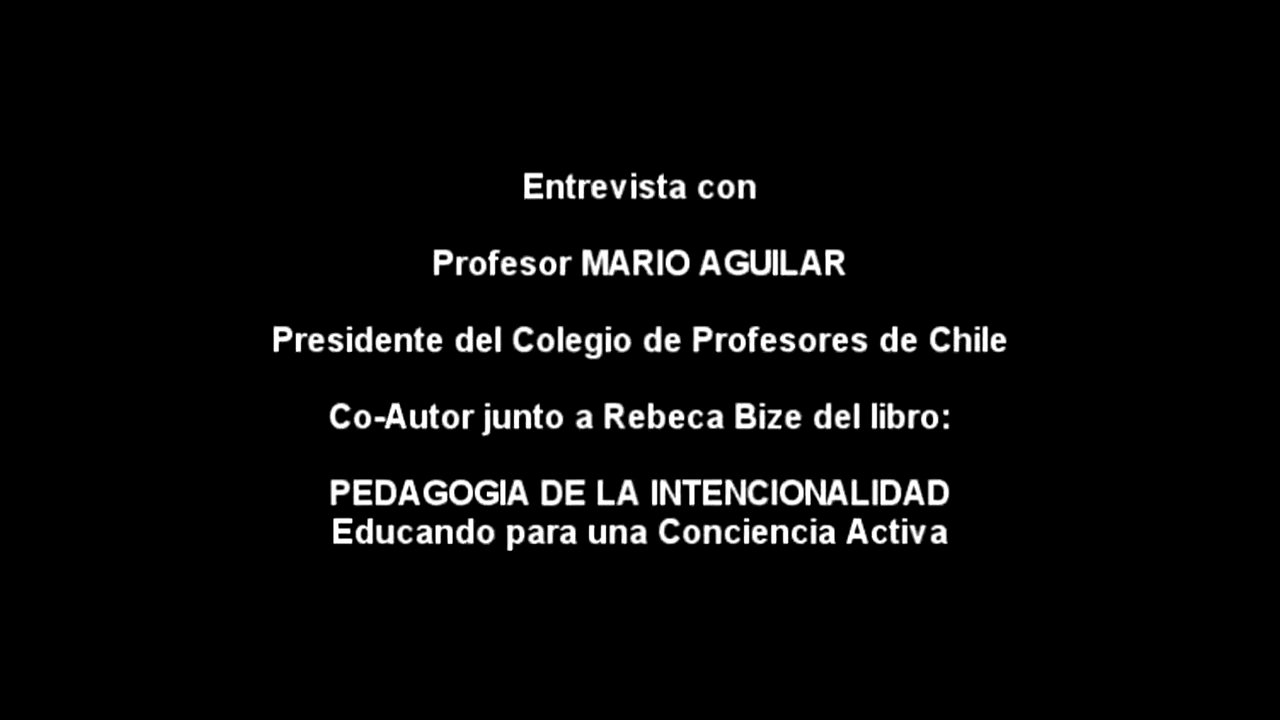 Entrevista con
Profesor MARIO AGUILAR
Presidente del Colegio de Profesores de Chile
Co-Autor junto a Rebeca Bize del libro:
PEDAGOGIA DE LA INTENCIONALIDAD
Educando para una Conciencia Activa